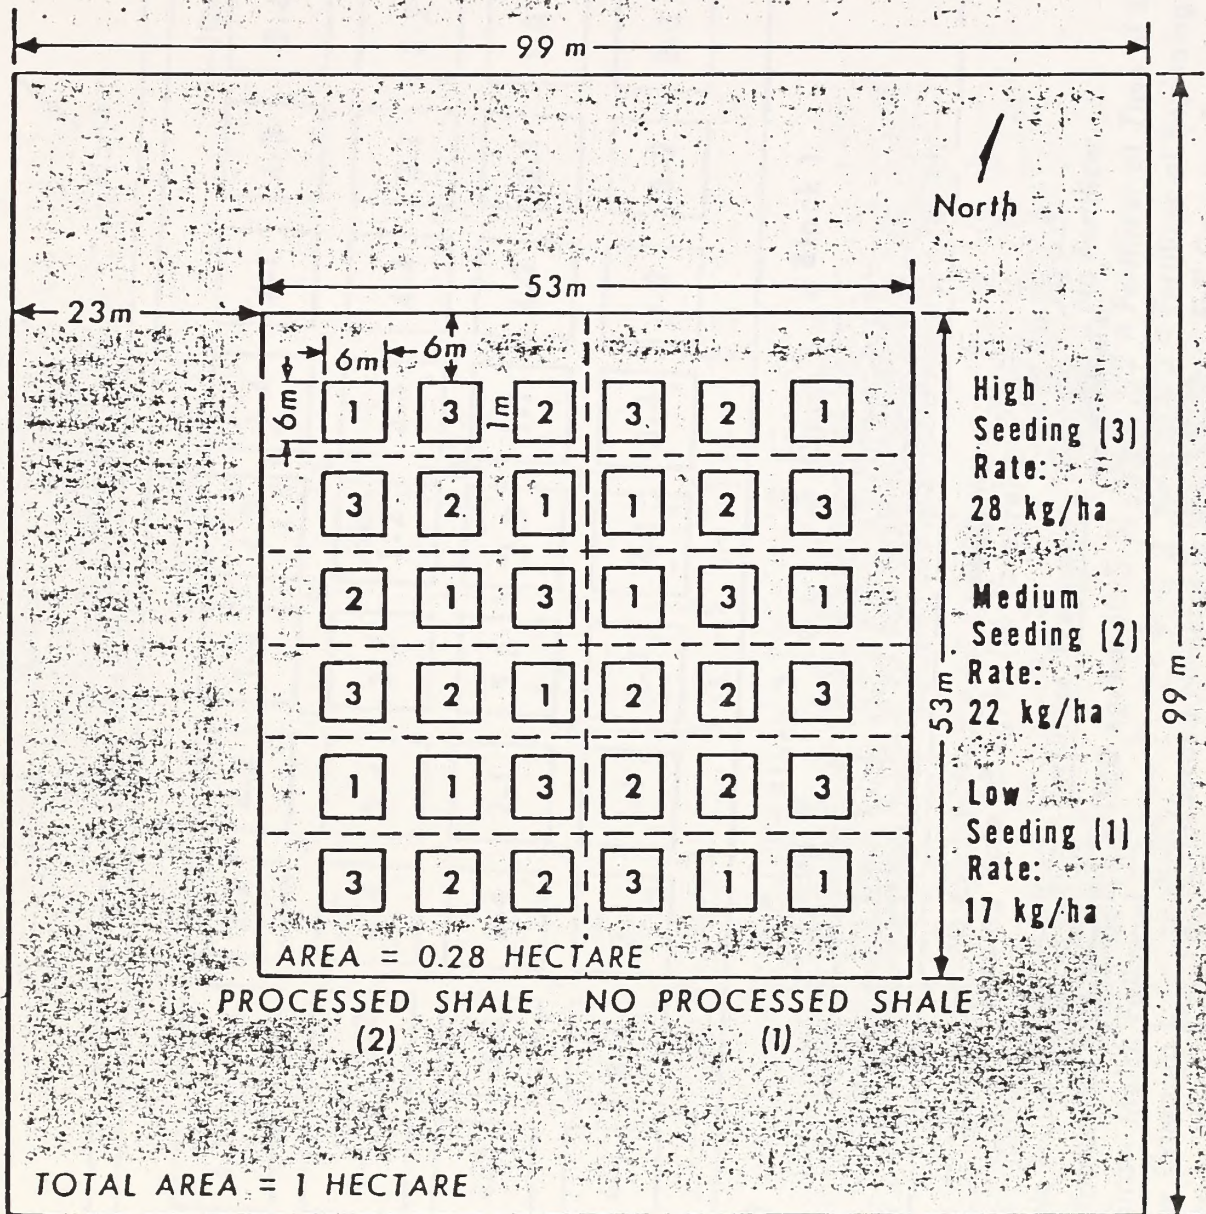 99 m
North
53m
23m
6m 6m
6m
1 3 1m 2 3 2 1
3 2 1 1 2 3
2 1 3 1 3 1
3 2 1 2 2 3
1 1 3 2 2 3
3 2 2 3 1 1
High
Seeding (3)
Rate:
28 kg/ha
Medium
Seeding (2)
Rate:
22 kg/ha
Low
Seeding (1)
Rate:
17 kg/ha
53m
99 m
AREA = 0.28 HECTARE
PROCESSED SHALE NO PROCESSED SHALE
(2) (1)
TOTAL AREA = 1 HECTARE